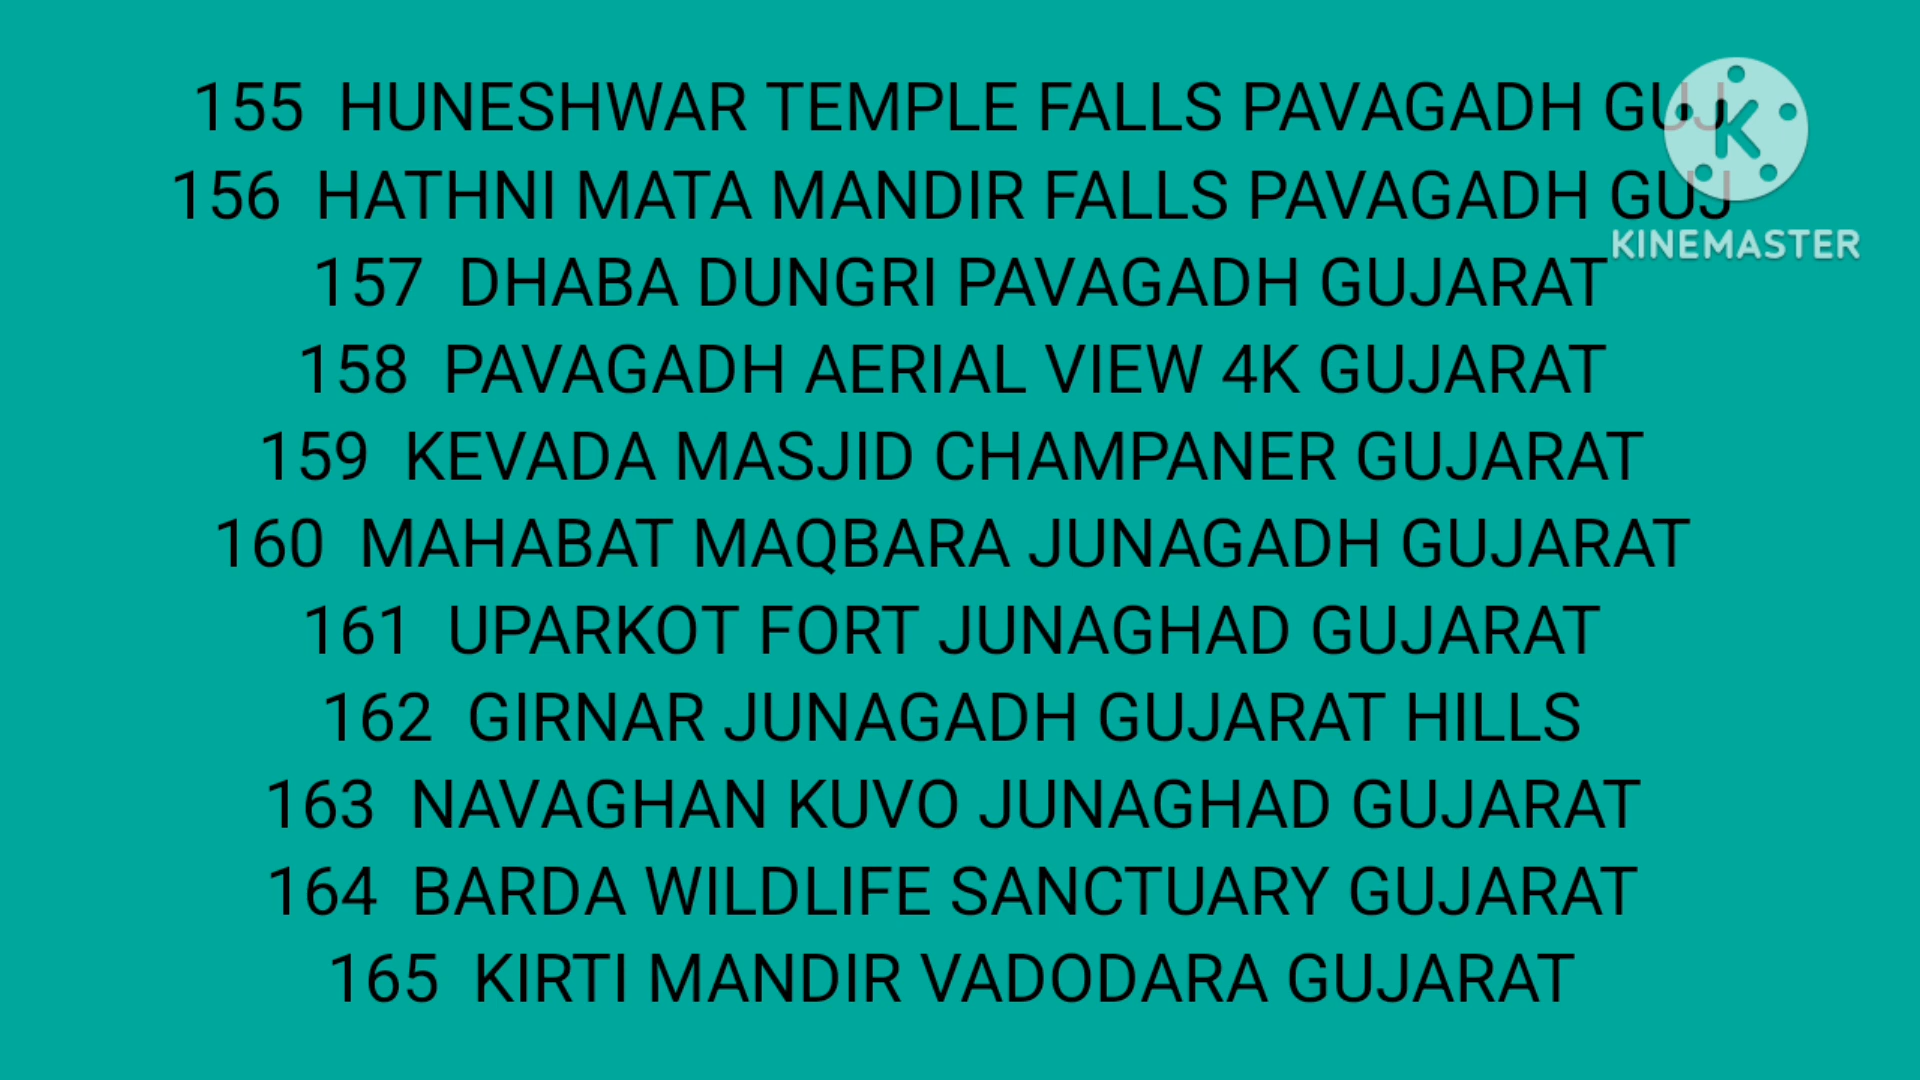 155  HUNESHWAR TEMPLE FALLS PAVAGADH GUJ
156  HATHNI MATA MANDIR FALLS PAVAGADH GUJ
KINEMASTER
157  DHABA DUNGRI PAVAGADH GUJARAT
158  PAVAGADH AERIAL VIEW 4K GUJARAT
159  KEVADA MASJID CHAMPANER GUJARAT
160  MAHABAT MAQBARA JUNAGADH GUJARAT
161  UPARKOT FORT JUNAGHAD GUJARAT
162  GIRNAR JUNAGADH GUJARAT HILLS
163  NAVAGHAN KUVO JUNAGHAD GUJARAT
164  BARDA WILDLIFE SANCTUARY GUJARAT
165  KIRTI MANDIR VADODARA GUJARAT